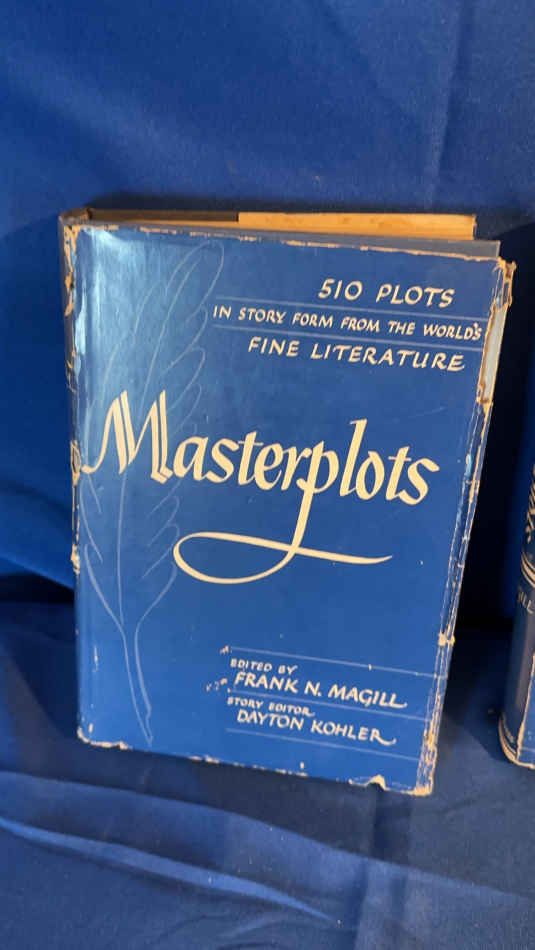 510 PLOTS
IN STORY FORM FROM THE WORLD'S
FINE LITERATURE
Masterplots
EDITED BY
FRANK N. MAGILL
STORY EDITOR
DAYTON KOHLER